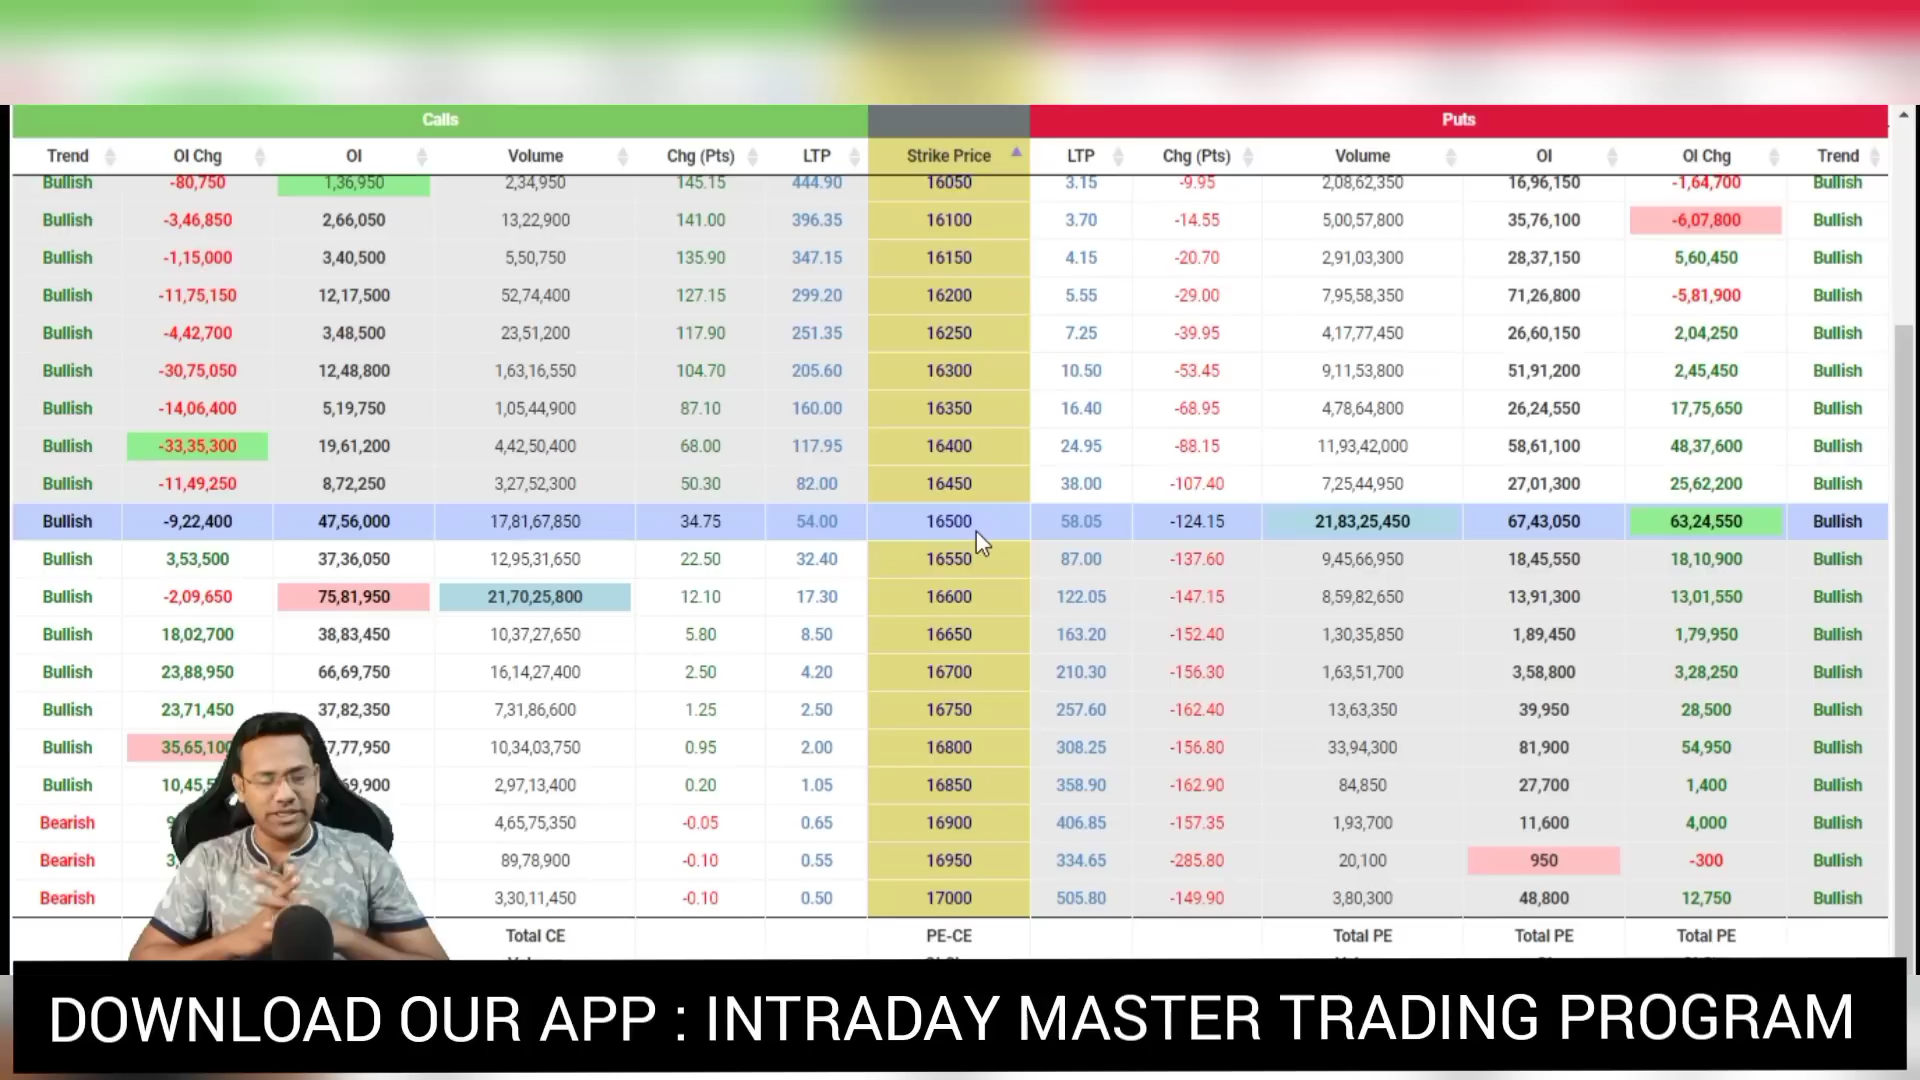 Calls Puts
Trend OI Chg OI Volume Chg (Pts) LTP Strike Price LTP Chg (Pts) Volume OI OI Chg Trend
Bullish -80,750 1,36,950 2,34,950 145.15 444.90 16050 3.15 -9.95 2,08,62,350 16,96,150 -1,64,700 Bullish
Bullish -3,46,850 2,66,050 13,22,900 141.00 396.35 16100 3.70 -14.55 5,00,57,800 35,76,100 -6,07,800 Bullish
Bullish -1,15,000 3,40,500 5,50,750 135.90 347.15 16150 4.15 -20.70 2,91,03,300 28,37,150 5,60,450 Bullish
Bullish -11,75,150 12,17,500 52,74,400 127.15 299.20 16200 5.55 -29.00 7,95,58,350 71,26,800 -5,81,900 Bullish
Bullish -4,42,700 3,48,500 23,51,200 117.90 251.35 16250 7.25 -39.95 4,17,77,450 26,60,150 2,04,250 Bullish
Bullish -30,75,050 12,48,800 1,63,16,550 104.70 205.60 16300 10.50 -53.45 9,11,53,800 51,91,200 2,45,450 Bullish
Bullish -14,06,400 5,19,750 1,05,44,900 87.10 160.00 16350 16.40 -68.95 4,78,64,800 26,24,550 17,75,650 Bullish
Bullish -33,35,300 19,61,200 4,42,50,400 68.00 117.95 16400 24.95 -88.15 11,93,42,000 58,61,100 48,37,600 Bullish
Bullish -11,49,250 8,72,250 3,27,52,300 50.30 82.00 16450 38.00 -107.40 7,25,44,950 27,01,300 25,62,200 Bullish
Bullish -9,22,400 47,56,000 17,81,67,850 34.75 54.00 16500 58.05 -124.15 21,83,25,450 67,43,050 63,24,550 Bullish
Bullish 3,53,500 37,36,050 12,95,31,650 22.50 32.40 16550 87.00 -137.60 9,45,66,950 18,45,550 18,10,900 Bullish
Bullish -2,09,650 75,81,950 21,70,25,800 12.10 17.30 16600 122.05 -147.15 8,59,82,650 13,91,300 13,01,550 Bullish
Bullish 18,02,700 38,83,450 10,37,27,650 5.80 8.50 16650 163.20 -152.40 1,30,35,850 1,89,450 1,79,950 Bullish
Bullish 23,88,950 66,69,750 16,14,27,400 2.50 4.20 16700 210.30 -156.30 1,63,51,700 3,58,800 3,28,250 Bullish
Bullish 23,71,450 37,82,350 7,31,86,600 1.25 2.50 16750 257.60 -162.40 13,63,350 39,950 28,500 Bullish
Bullish 35,65,100 7,77,950 10,34,03,750 0.95 2.00 16800 308.25 -156.80 33,94,300 81,900 54,950 Bullish
Bullish 10,45,5 69,900 2,97,13,400 0.20 1.05 16850 358.90 -162.90 84,850 27,700 1,400 Bullish
Bearish 4,65,75,350 -0.05 0.65 16900 406.85 -157.35 1,93,700 11,600 4,000 Bullish
Bearish 3, 89,78,900 -0.10 0.55 16950 334.65 -285.80 20,100 950 -300 Bullish
Bearish 3,30,11,450 -0.10 0.50 17000 505.80 -149.90 3,80,300 48,800 12,750 Bullish
Total CE PE-CE Total PE Total PE Total PE
DOWNLOAD OUR APP : INTRADAY MASTER TRADING PROGRAM